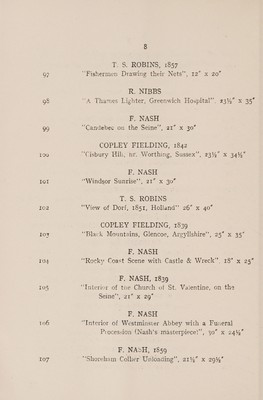 8
T. S. ROBINS, 1857
97 "Fishermen Drawing their Nets", 12" x 20"
R. NIBBS
98 "A Thames Lighter, Greenwich Hospital", 23½" x 35"
F. NASH
99 "Candebec on the Seine", 21" x 30"
COPLEY FIELDING, 1842
100 "Cisbury Hill, nr. Worthing, Sussex", 23½" x 34½"
F. NASH
101 "Windsor Sunrise", 21" x 30"
T. S. ROBINS
102 "View of Dorf, 1851, Holland" 26" x 40"
COPLEY FIELDING, 1839
103 "Black Mountains, Glencoe, Argyllshire", 25" x 35"
F. NASH
104 "Rocky Coast Scene with Castle & Wreck", 18" x 25"
F. NASH, 1839
105 "Interior of the Church of St. Valentine, on the
Seine", 21" x 29"
F. NASH
106 "Interior of Westminster Abbey with a Funeral
Procession (Nash's masterpiece)", 30" x 24½"
F. NASH, 1859
107 "Shoreham Collier Unloading", 21½" x 29½"